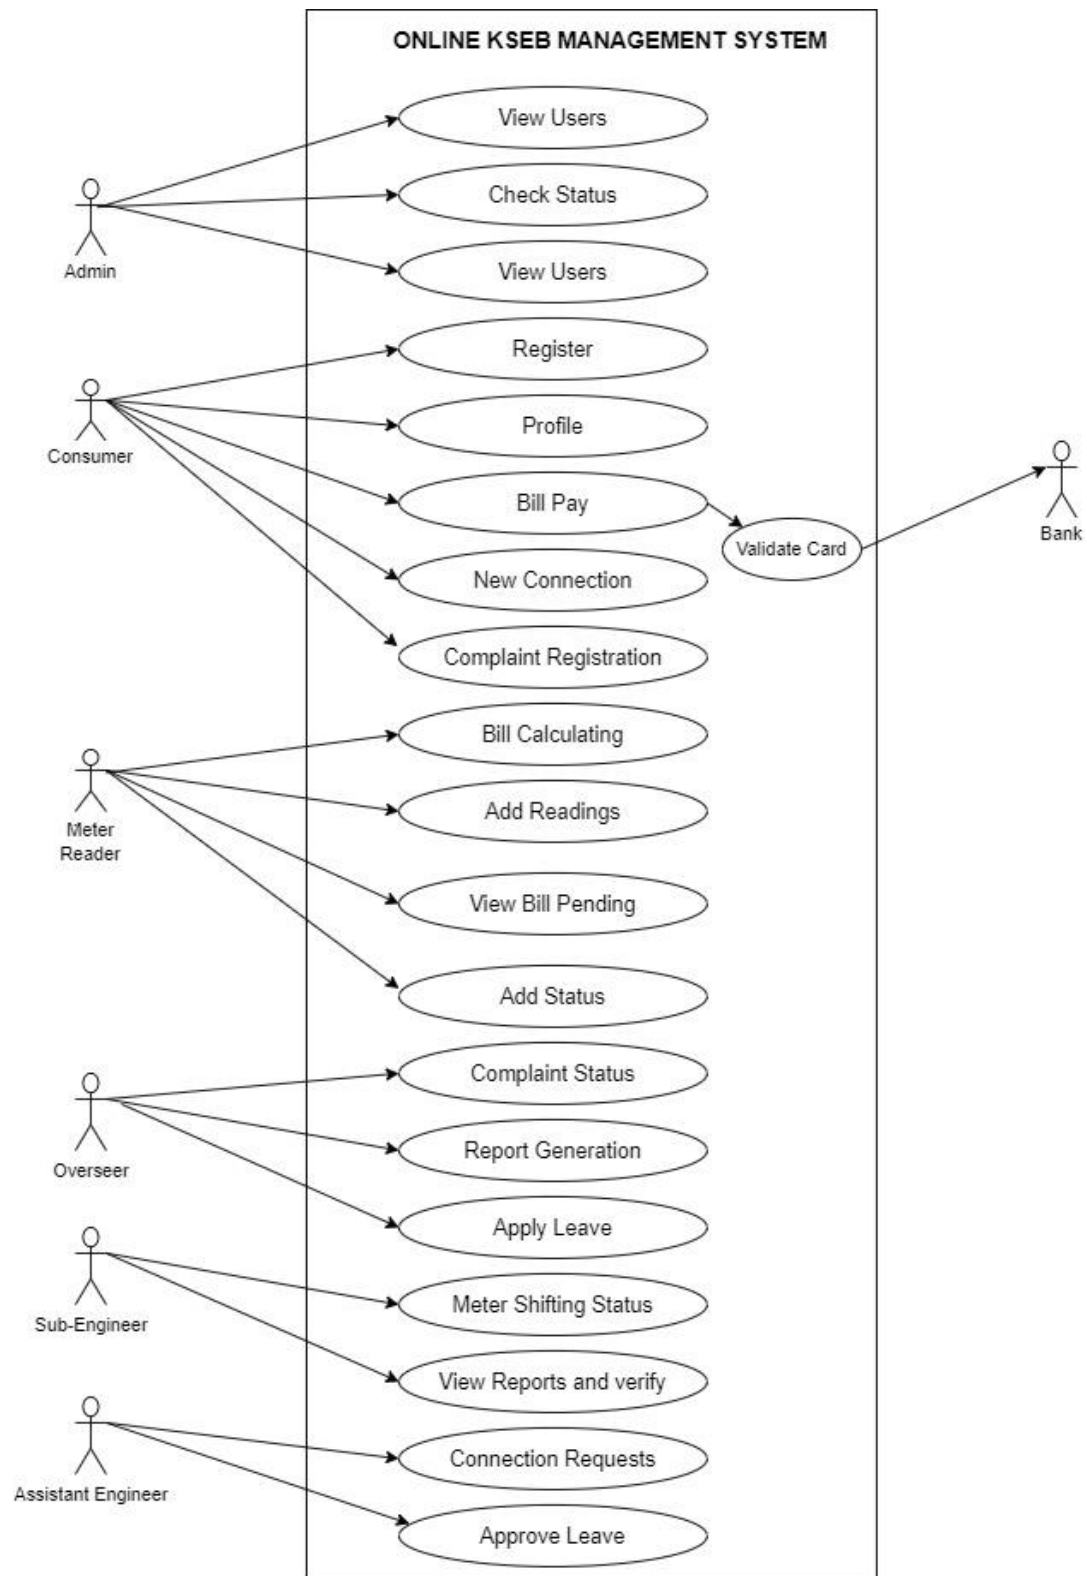 ONLINE KSEB MANAGEMENT SYSTEM
View Users
Check Status
Admin
View Users
Register
Profile
Consumer
Bill Pay
Validate Card
Bank
New Connection
Complaint Registration
Bill Calculating
Add Readings
Meter
Reader
View Bill Pending
Add Status
Complaint Status
Report Generation
Overseer
Apply Leave
Meter Shifting Status
Sub-Engineer
View Reports and verify
Connection Requests
Assistant Engineer
Approve Leave